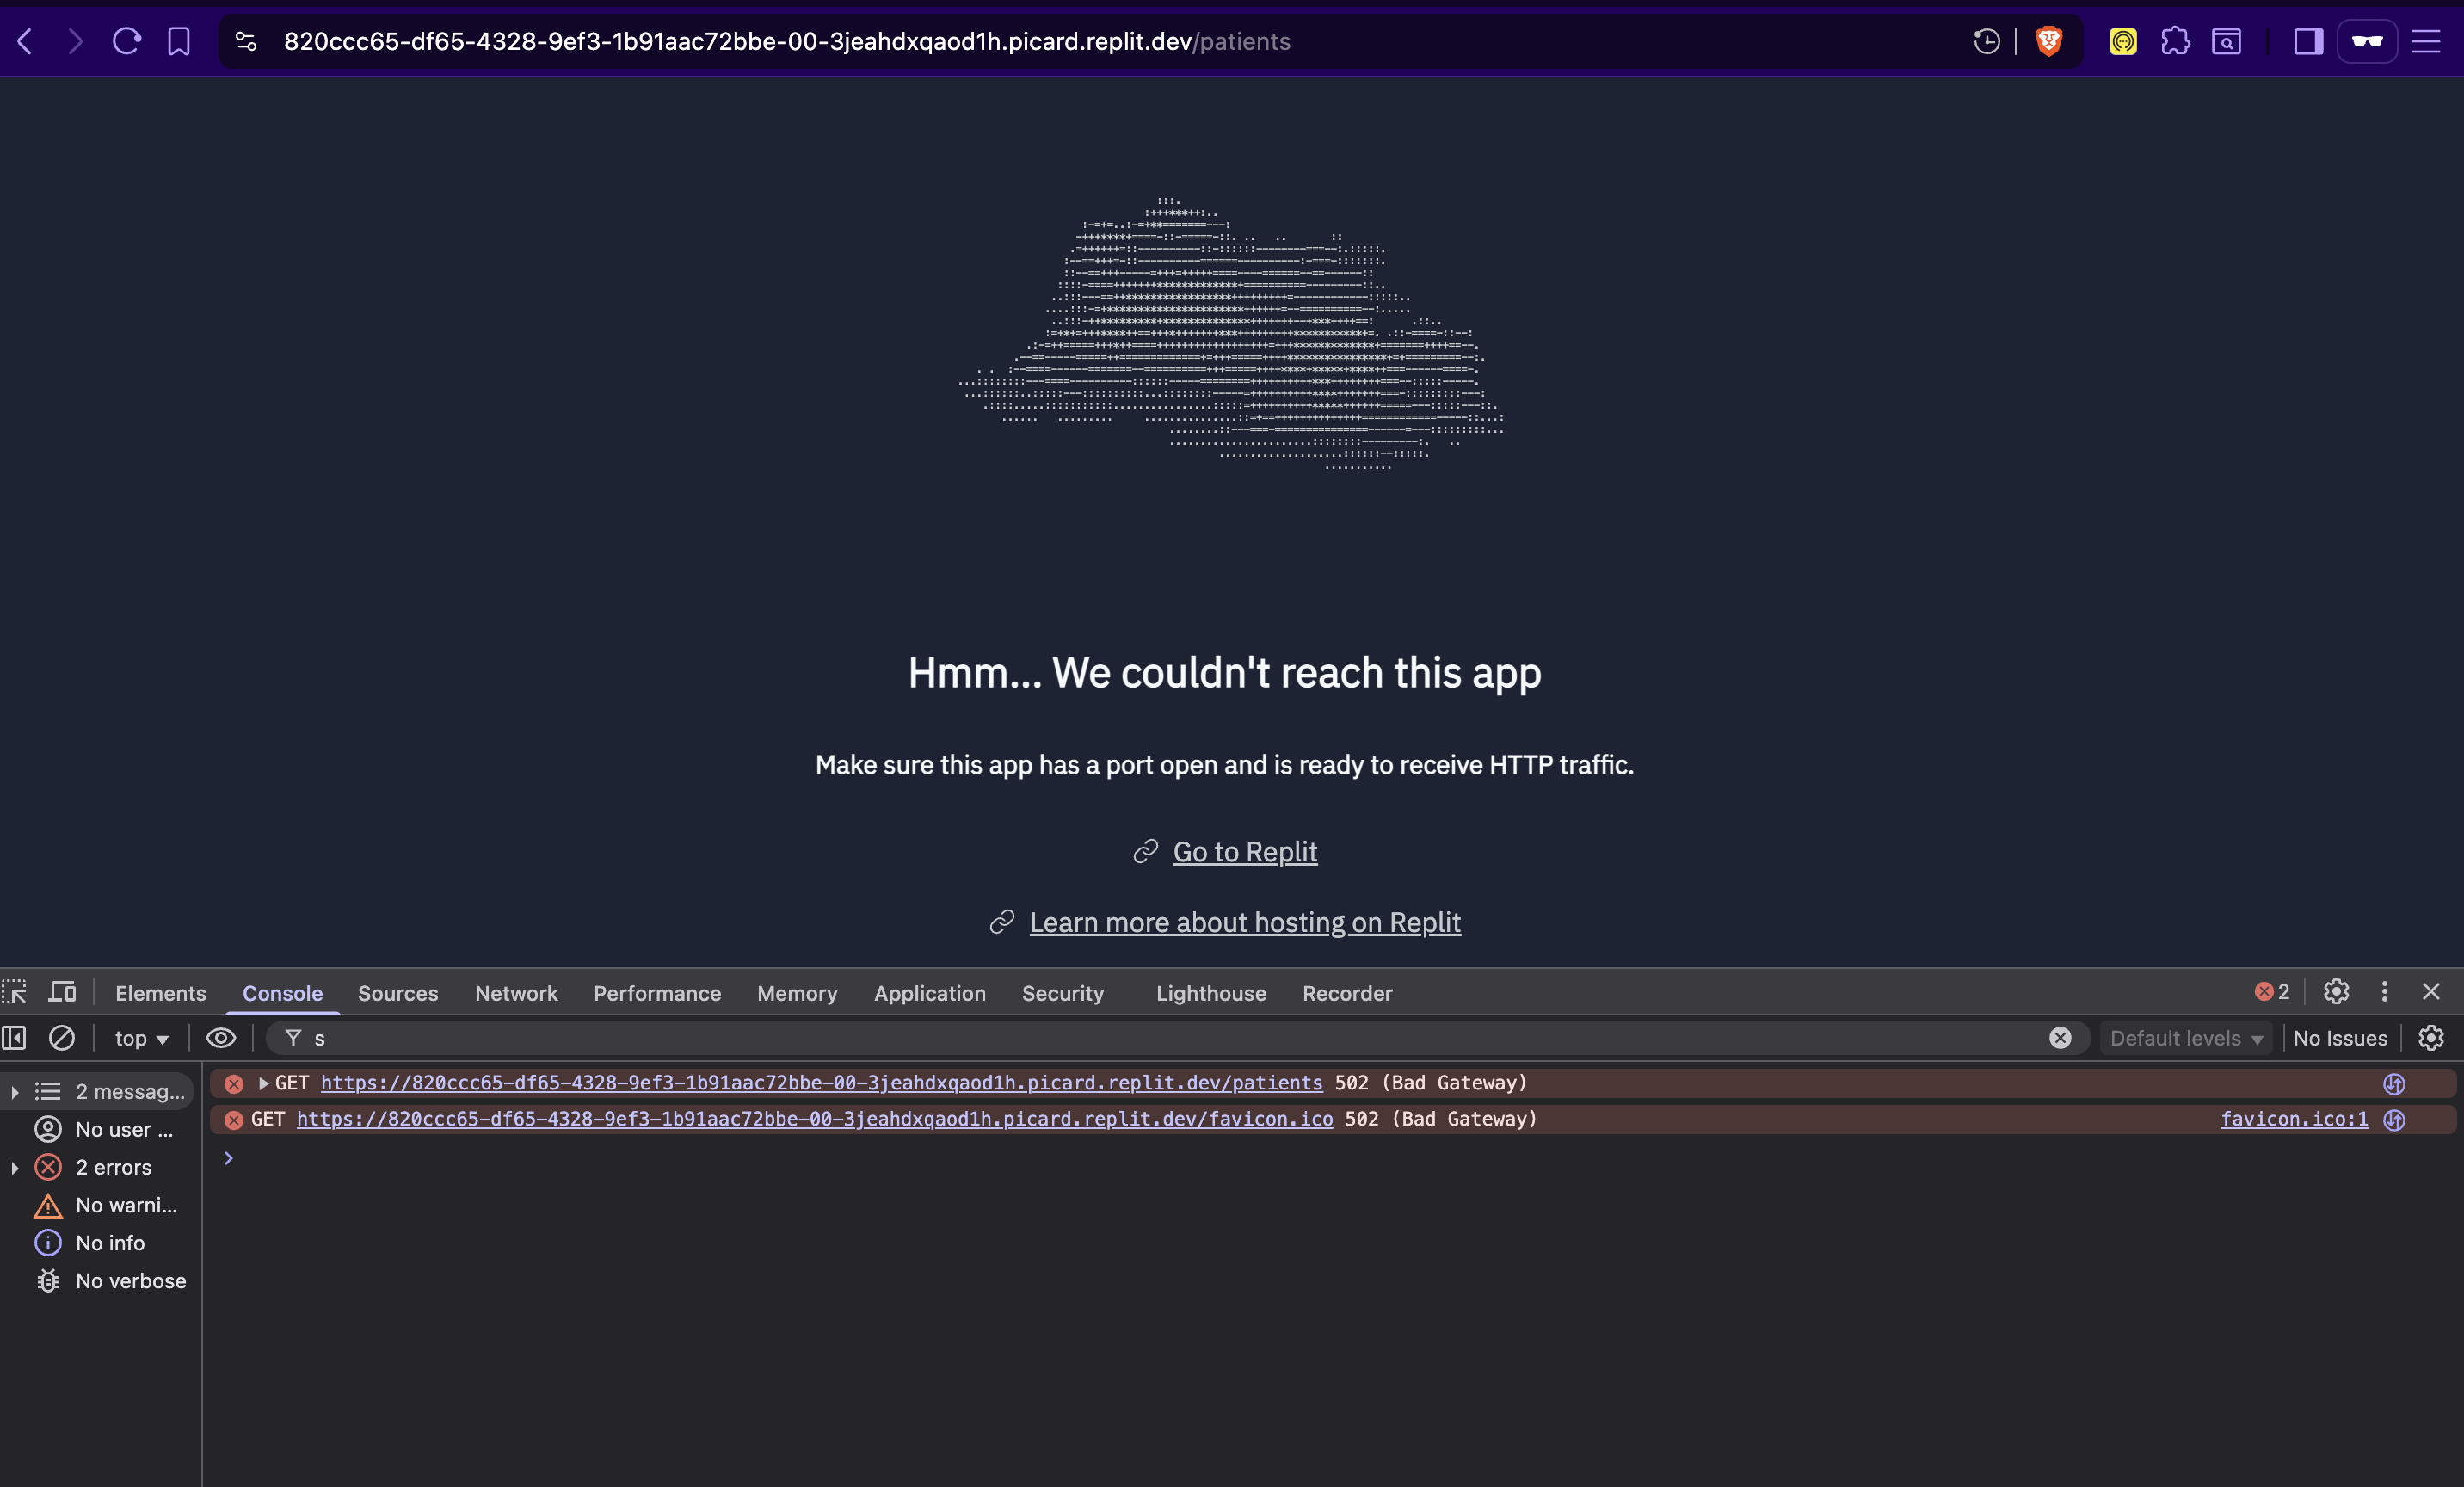 820ccc65-df65-4328-9ef3-1b91aac72bbe-00-3jeahdxqaod1h.picard.replit.dev/patients
Hmm... We couldn't reach this app
Make sure this app has a port open and is ready to receive HTTP traffic.
Go to Replit
Learn more about hosting on Replit
Elements Console Sources Network Performance Memory Application Security Lighthouse Recorder 2
top s Default levels No Issues
2 messag...
No user ...
2 errors
No warni...
No info
No verbose
GET https://820ccc65-df65-4328-9ef3-1b91aac72bbe-00-3jeahdxqaod1h.picard.replit.dev/patients 502 (Bad Gateway)
GET https://820ccc65-df65-4328-9ef3-1b91aac72bbe-00-3jeahdxqaod1h.picard.replit.dev/favicon.ico 502 (Bad Gateway) favicon.ico:1